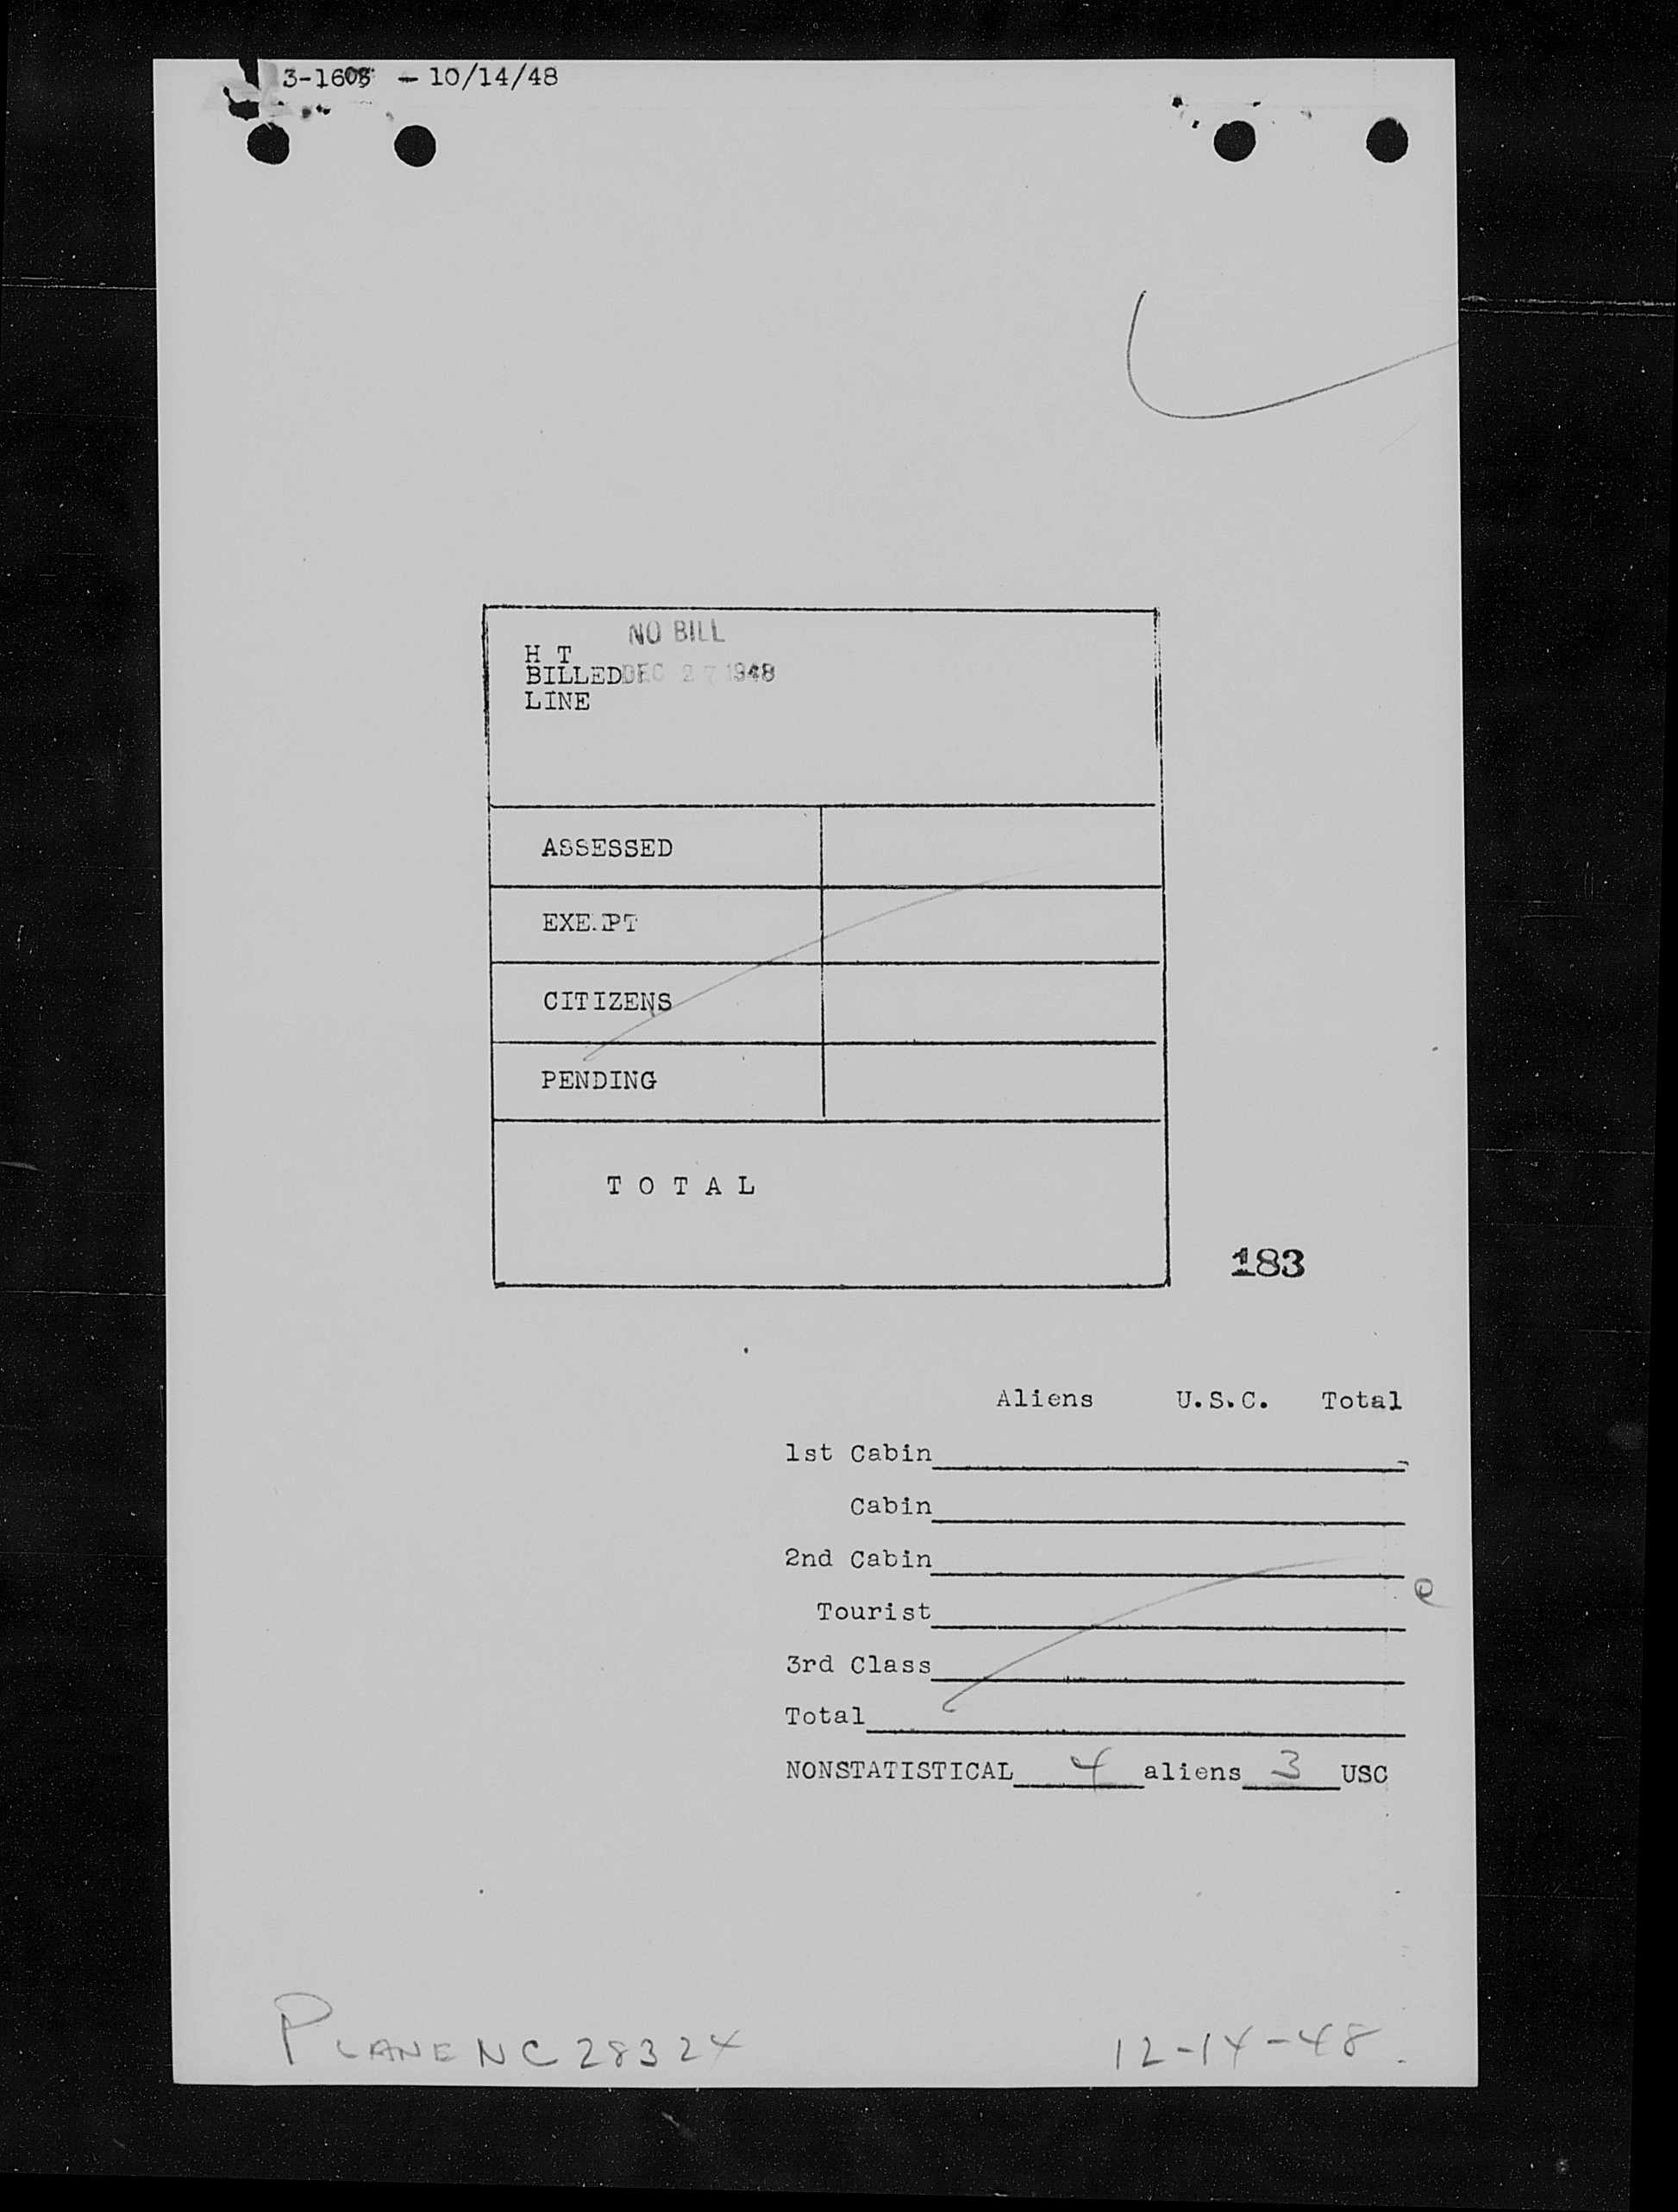 3-1608 - 10/14/48
NO BILL
H T
BILLED DEC 27 1948
LINE
ASSESSED
EXEMPT
CITIZENS
PENDING
T O T A L
183
Aliens U.S.C. Total
1st Cabin
Cabin
2nd Cabin
Tourist
3rd Class
Total
NONSTATISTICAL 4 aliens 3 USC
PLANE NC 28324 12-14-48.